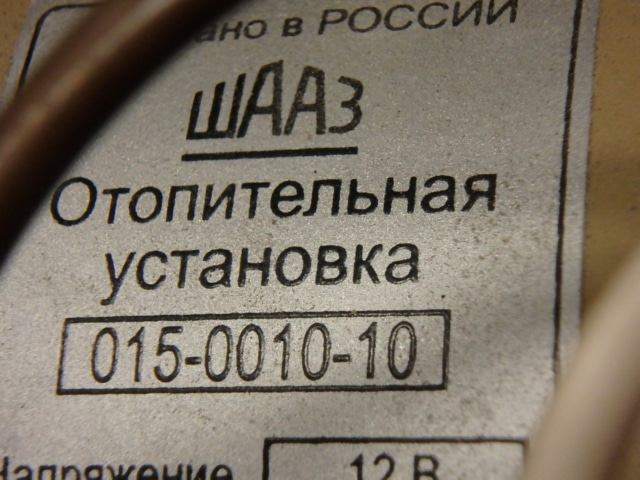 ано в РОССИИ
ШААЗ
Отопительная
установка
015-0010-10
Напряжение 12 В